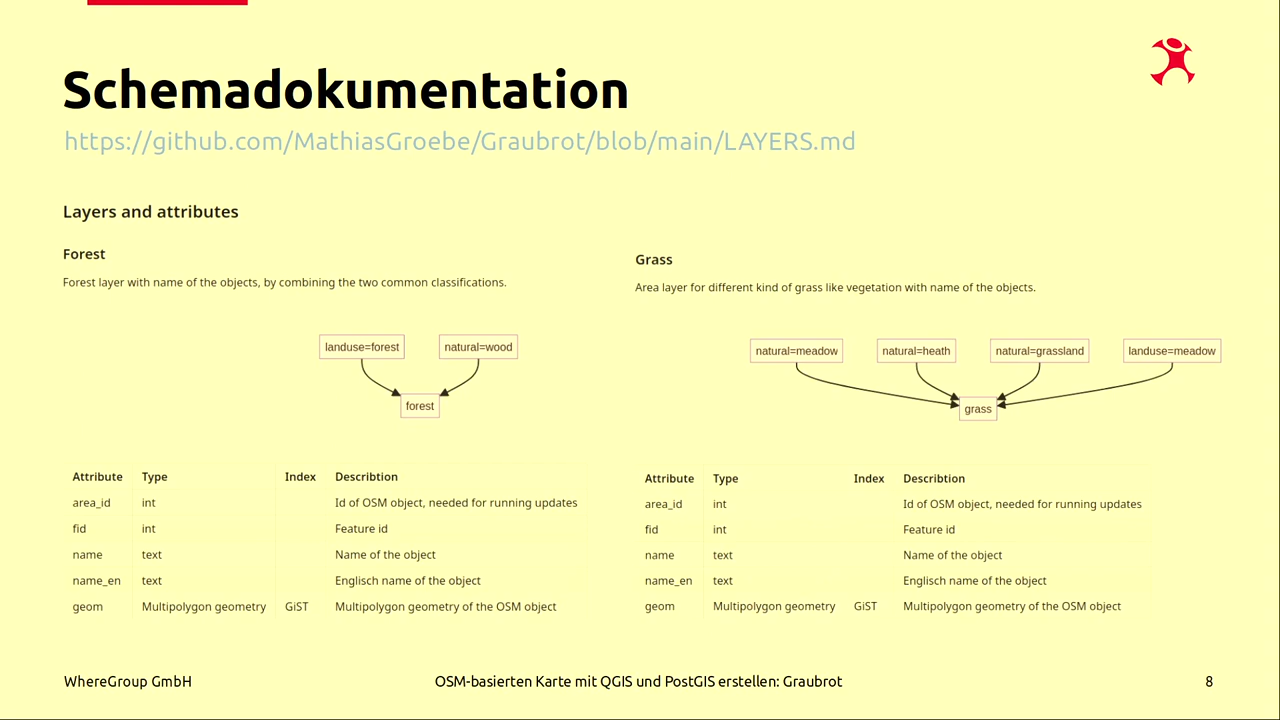 Schemadokumentation
https://github.com/MathiasGroebe/Graubrot/blob/main/LAYERS.md
Layers and attributes
Forest
Forest layer with name of the objects, by combining the two common classifications.
landuse=forest natural=wood
forest
Attribute Type Index Describtion
area_id int Id of OSM object, needed for running updates
fid int Feature id
name text Name of the object
name_en text Englisch name of the object
geom Multipolygon geometry GiST Multipolygon geometry of the OSM object
Grass
Area layer for different kind of grass like vegetation with name of the objects.
natural=meadow natural=heath natural=grassland landuse=meadow
grass
Attribute Type Index Describtion
area_id int Id of OSM object, needed for running updates
fid int Feature id
name text Name of the object
name_en text Englisch name of the object
geom Multipolygon geometry GiST Multipolygon geometry of the OSM object
WhereGroup GmbH OSM-basierten Karte mit QGIS und PostGIS erstellen: Graubrot 8